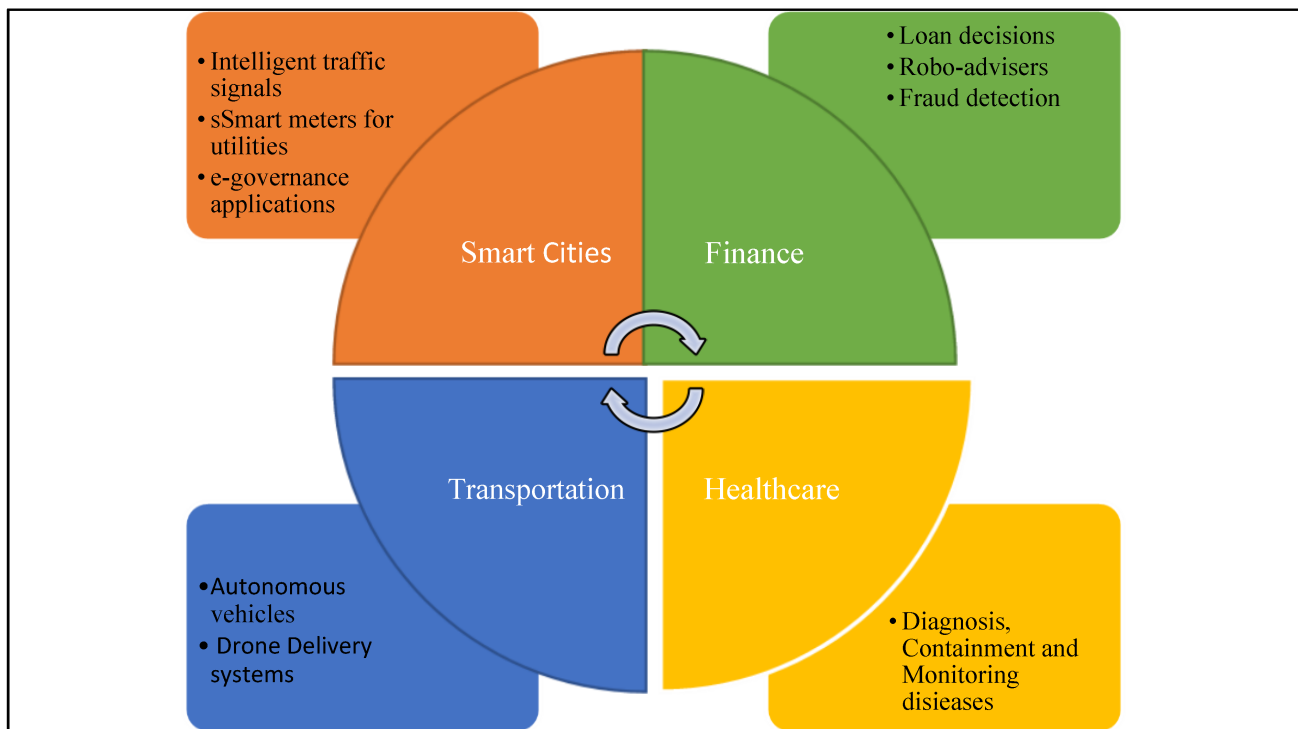 • Intelligent traffic
signals
• sSmart meters for
utilities
• e-governance
applications
• Loan decisions
• Robo-advisers
• Fraud detection
Smart Cities
Finance
Transportation
Healthcare
•Autonomous
vehicles
• Drone Delivery
systems
• Diagnosis,
Containment and
Monitoring
disieases